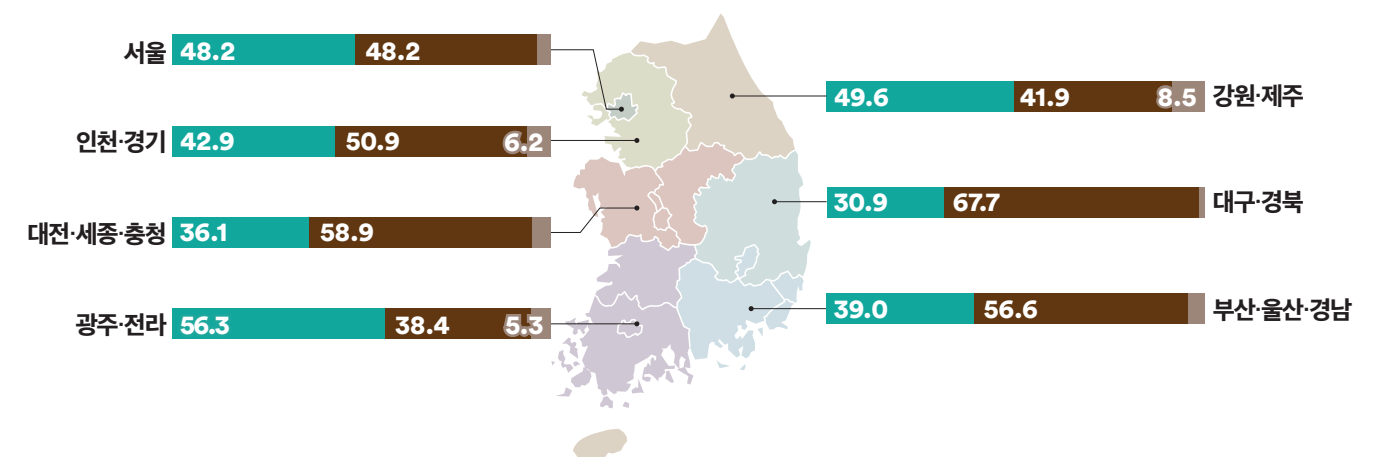 서울 48.2 48.2
인천·경기 42.9 50.9 6.2
대전·세종·충청 36.1 58.9
광주·전라 56.3 38.4 5.3
49.6 41.9 8.5 강원·제주
30.9 67.7 대구·경북
39.0 56.6 부산·울산·경남